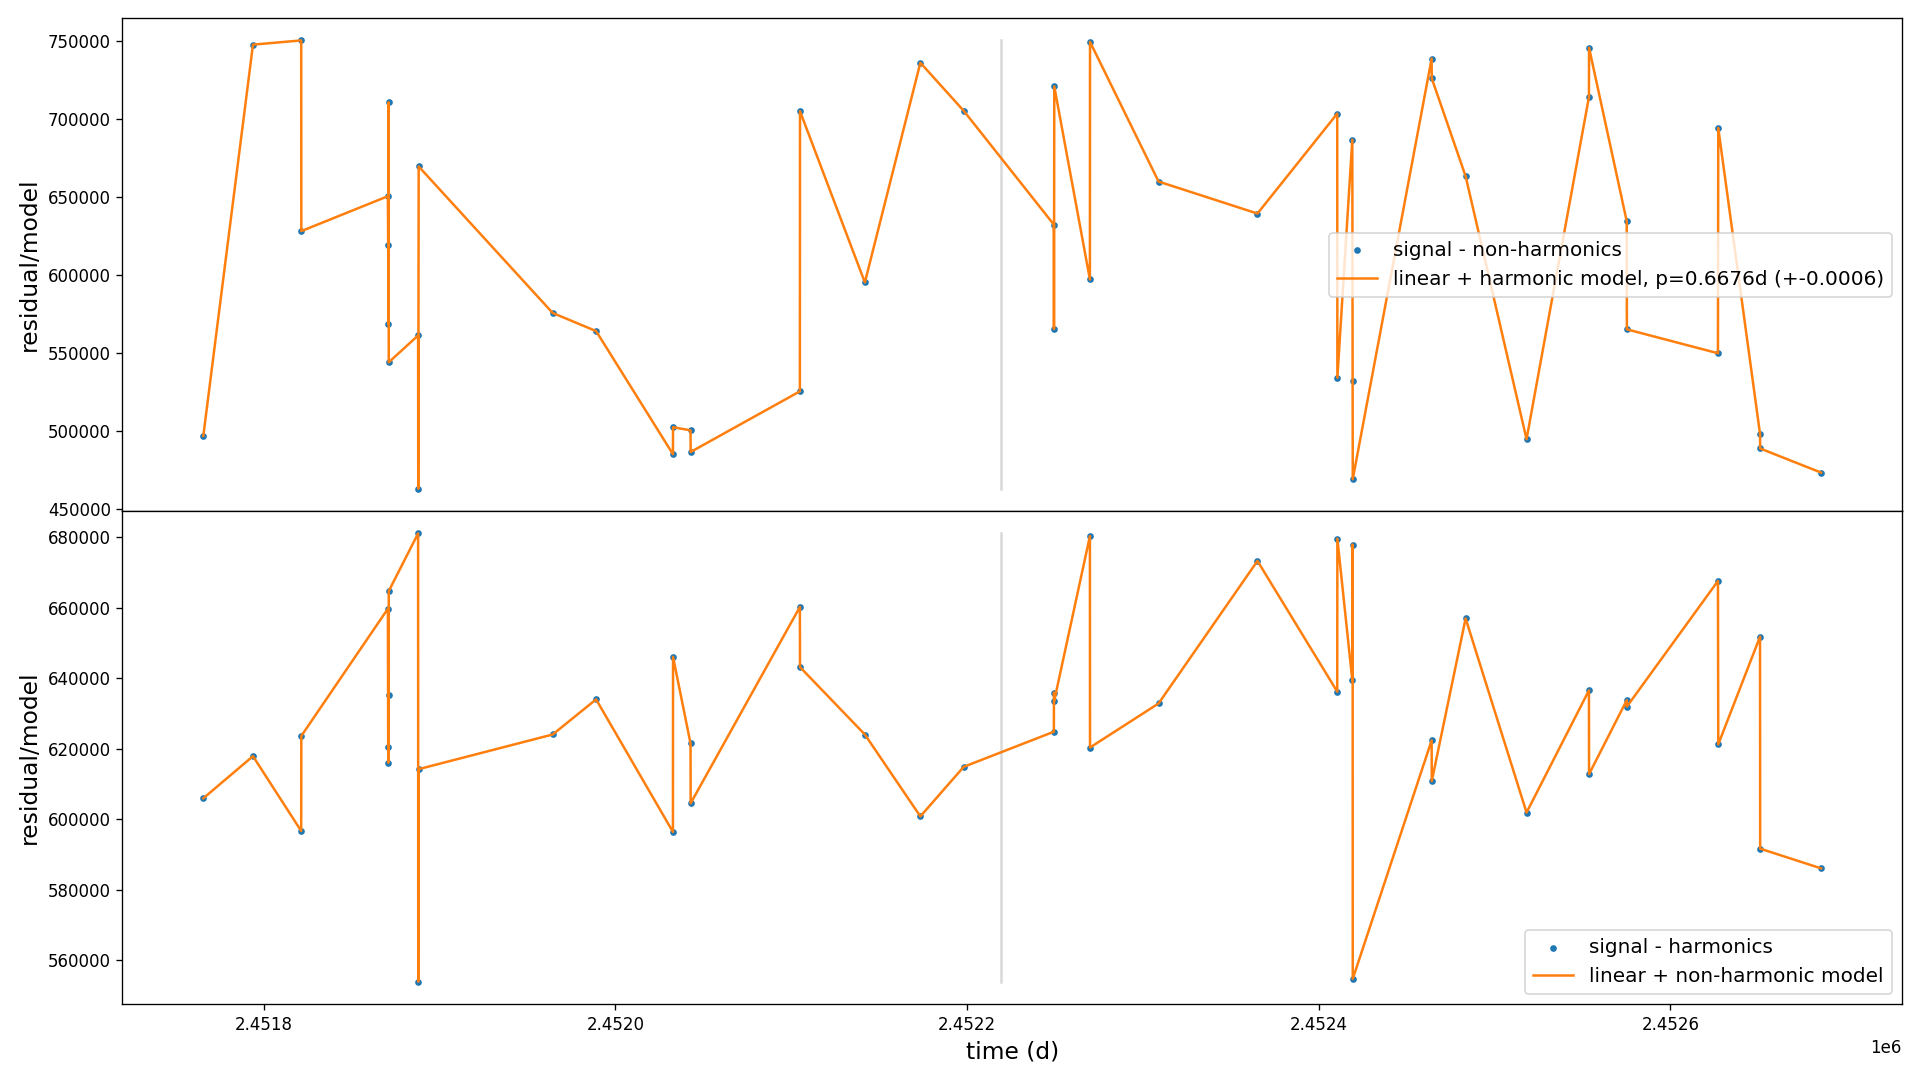 750000
700000
650000
600000
550000
500000
450000
residual/model
signal - non-harmonics
linear + harmonic model, p=0.6676d (+-0.0006)
680000
660000
640000
620000
600000
580000
560000
residual/model
signal - harmonics
linear + non-harmonic model
2.4518 2.4520 2.4522 2.4524 2.4526
1e6
time (d)